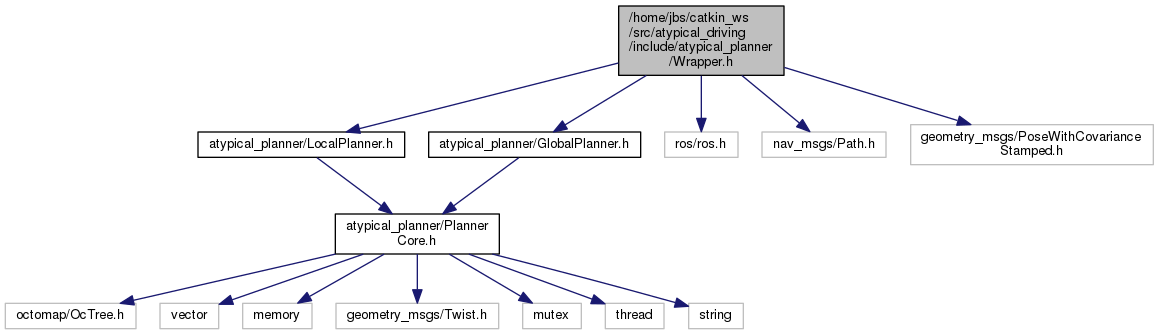 /home/jbs/catkin_ws
/src/atypical_driving
/include/atypical_planner
/Wrapper.h
atypical_planner/LocalPlanner.h
atypical_planner/GlobalPlanner.h
ros/ros.h
nav_msgs/Path.h
geometry_msgs/PoseWithCovariance
Stamped.h
atypical_planner/Planner
Core.h
octomap/OcTree.h
vector
memory
geometry_msgs/Twist.h
mutex
thread
string